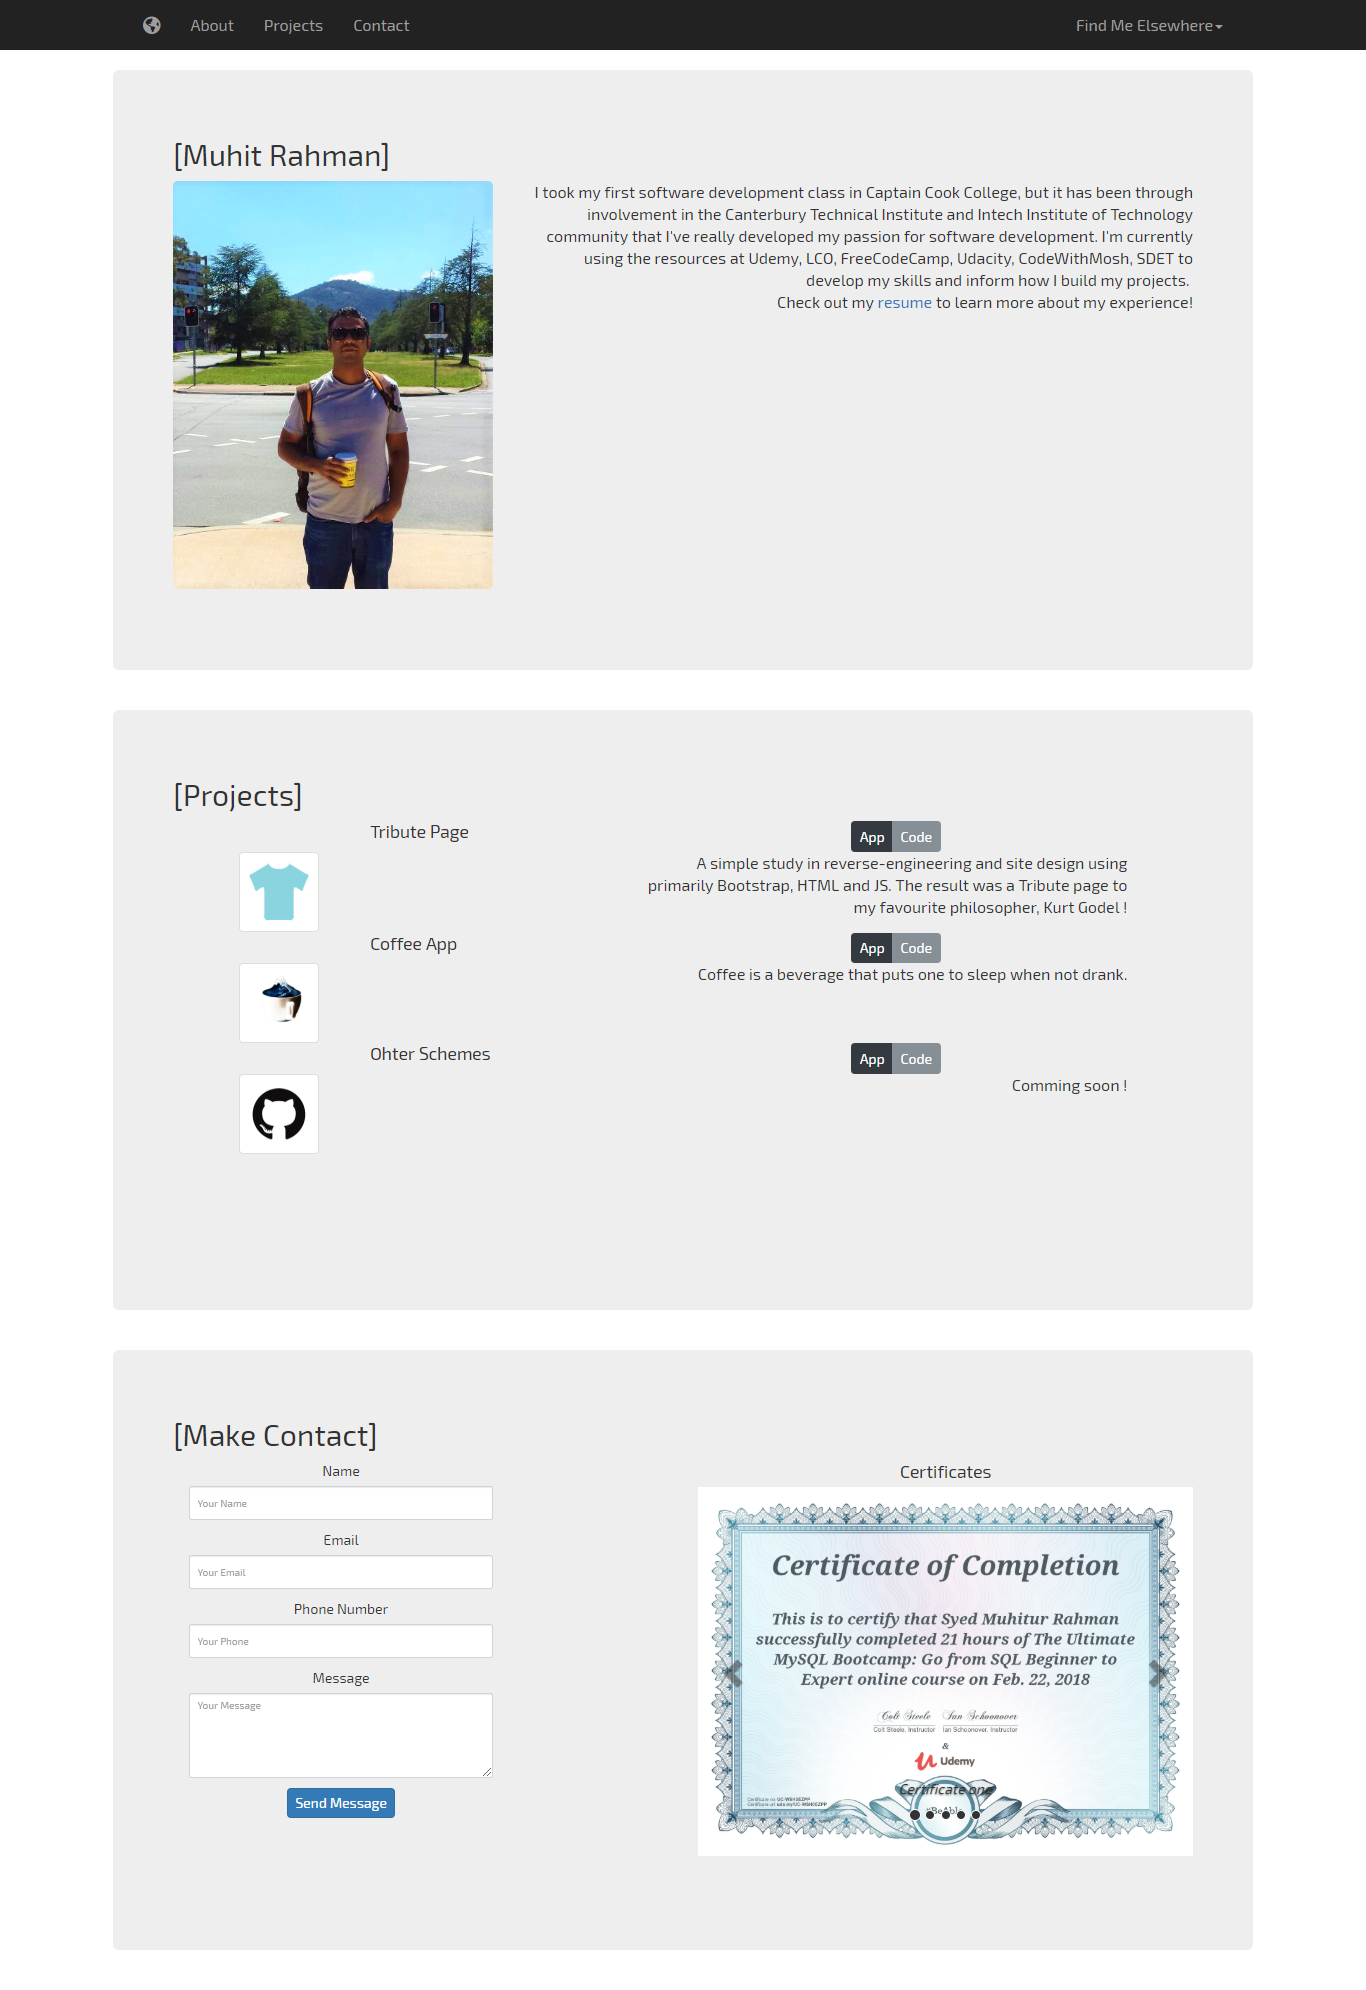 About
Projects
Contact
Find Me Elsewhere
[Muhit Rahman]
I took my first software development class in Captain Cook College, but it has been through
involvement in the Canterbury Technical Institute and Intech Institute of Technology
community that I've really developed my passion for software development. I'm currently
using the resources at Udemy, LCO, FreeCodeCamp, Udacity, CodeWithMosh, SDET to
develop my skills and inform how I build my projects.
Check out my resume to learn more about my experience!
[Projects]
Tribute Page
App Code
A simple study in reverse-engineering and site design using
primarily Bootstrap, HTML and JS. The result was a Tribute page to
my favourite philosopher, Kurt Godel !
Coffee App
App Code
Coffee is a beverage that puts one to sleep when not drank.
Ohter Schemes
App Code
Comming soon !
[Make Contact]
Name
Your Name
Email
Your Email
Phone Number
Your Phone
Message
Your Message
Send Message
Certificates
Certificate of Completion
This is to certify that Syed Muhitur Rahman
successfully completed 21 hours of The Ultimate
MySQL Bootcamp: Go from SQL Beginner to
Expert online course on Feb. 22, 2018
Colt Steele Ian Schoonover
Colt Steele, Instructor Ian Schoonover, Instructor
&
Udemy
Certificate one
Certificate no:
Certificate url: